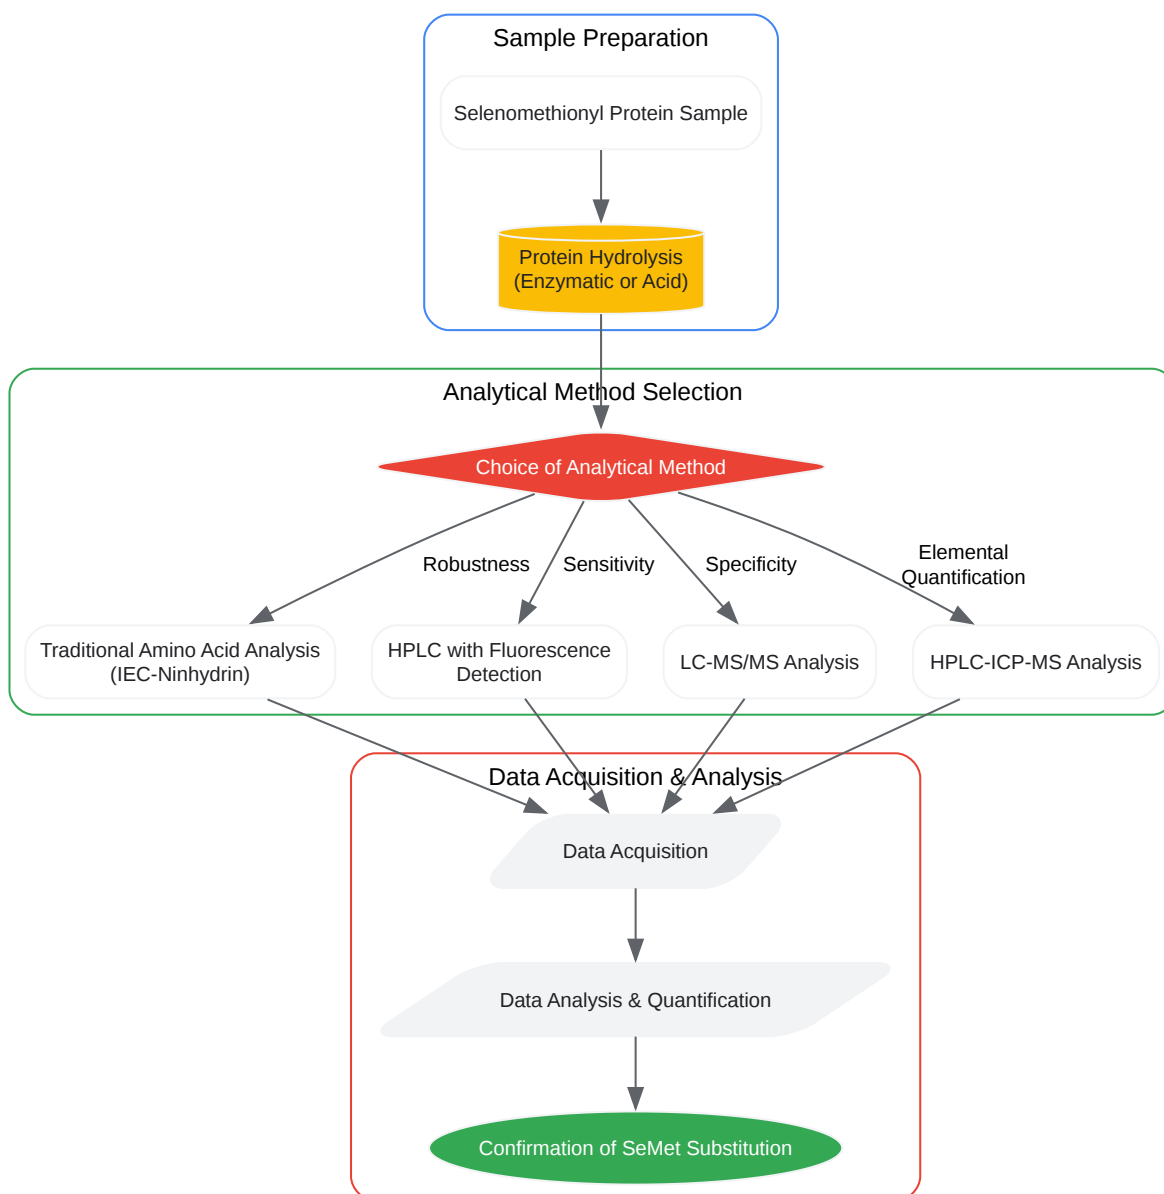 Sample Preparation
Selenomethionyl Protein Sample
Protein Hydrolysis
(Enzymatic or Acid)
Analytical Method Selection
Choice of Analytical Method
Robustness
Sensitivity
Specificity
Elemental
Quantification
Traditional Amino Acid Analysis
(IEC-Ninhydrin)
HPLC with Fluorescence
Detection
LC-MS/MS Analysis
HPLC-ICP-MS Analysis
Data Acquisition & Analysis
Data Acquisition
Data Analysis & Quantification
Confirmation of SeMet Substitution